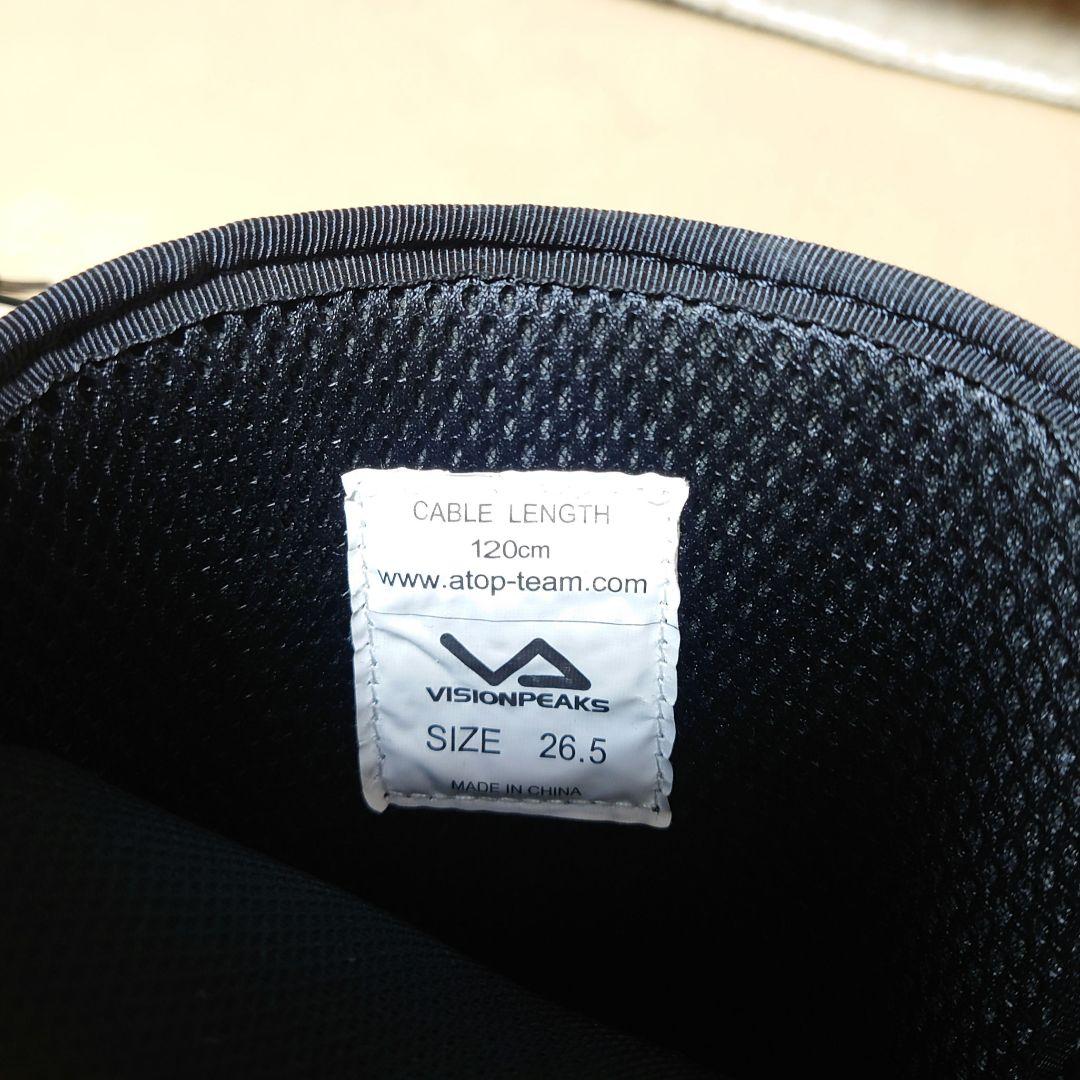 CABLE LENGTH
120cm
www.atop-team.com
VISIONPEAKS
SIZE 26.5
MADE IN CHINA